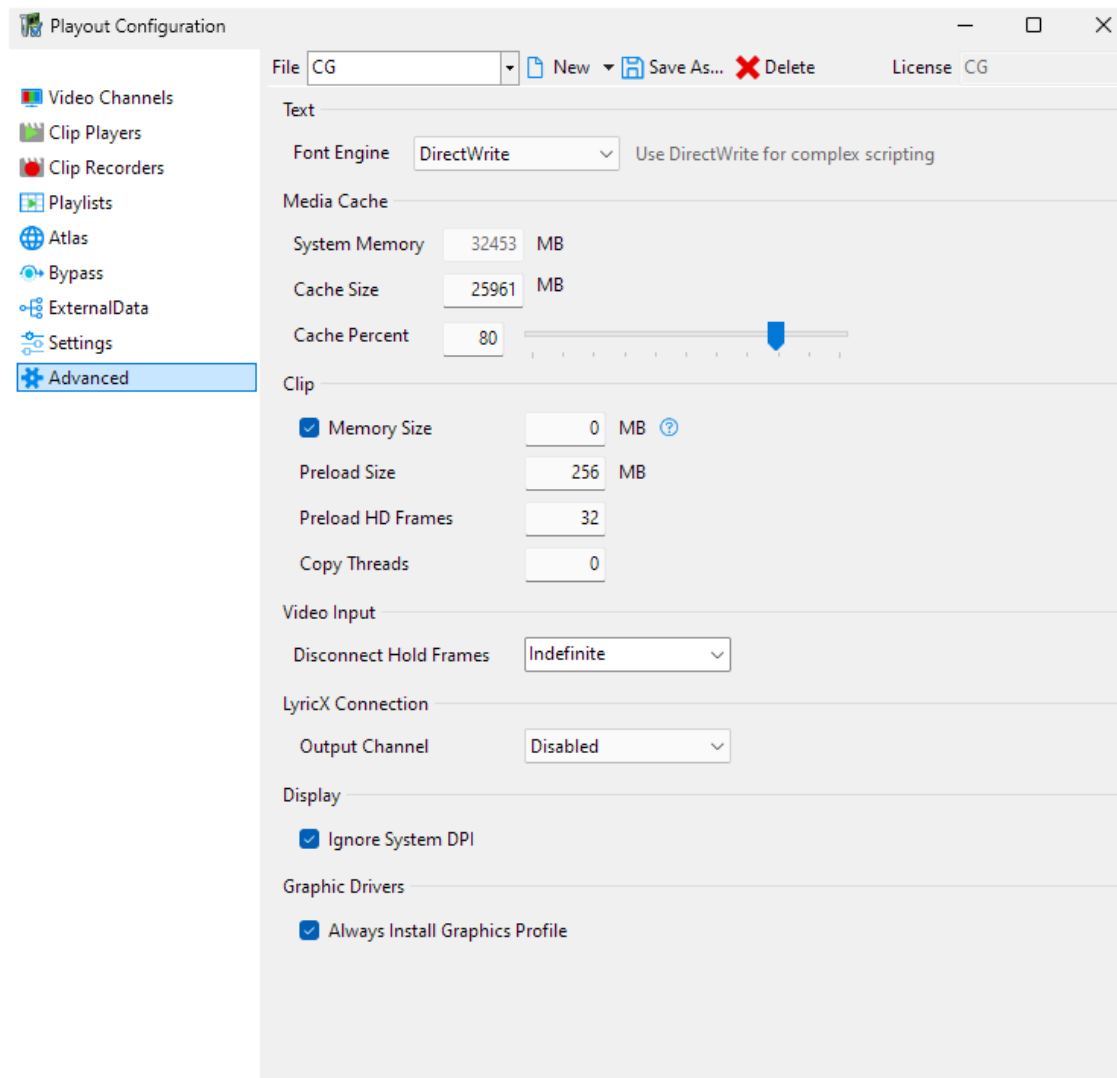 Playout Configuration
File CG New Save As... Delete License CG
Video Channels
Clip Players
Clip Recorders
Playlists
Atlas
Bypass
ExternalData
Settings
Advanced
Text
Font Engine DirectWrite Use DirectWrite for complex scripting
Media Cache
System Memory 32453 MB
Cache Size 25961 MB
Cache Percent 80
Clip
Memory Size 0 MB ?
Preload Size 256 MB
Preload HD Frames 32
Copy Threads 0
Video Input
Disconnect Hold Frames Indefinite
LyricX Connection
Output Channel Disabled
Display
Ignore System DPI
Graphic Drivers
Always Install Graphics Profile